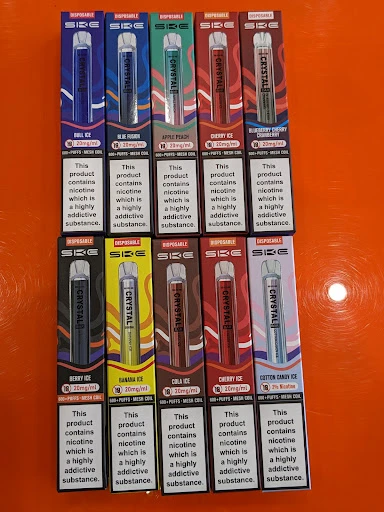 DISPOSABLE
SKE
CRYSTAL
BULL ICE
18 20mg/ml
600+PUFFS • MESH COIL
This
product
contains
nicotine
which is
a highly
addictive
substance.
DISPOSABLE
SKE
CRYSTAL
BLUE FUSION
18 20mg/ml
600+PUFFS • MESH COIL
This
product
contains
nicotine
which is
a highly
addictive
substance.
DISPOSABLE
SKE
CRYSTAL
APPLE PEACH
18 20mg/ml
600+PUFFS • MESH COIL
This
product
contains
nicotine
which is
a highly
addictive
substance.
DISPOSABLE
SKE
CRYSTAL
CHERRY ICE
18 20mg/ml
600+PUFFS • MESH COIL
This
product
contains
nicotine
which is
a highly
addictive
substance.
DISPOSABLE
SKE
CRYSTAL
BLUEBERRY CHERRY
CRANBERRY
18 20mg/ml
600+PUFFS • MESH COIL
This
product
contains
nicotine
which is
a highly
addictive
substance.
DISPOSABLE
SKE
CRYSTAL
BERRY ICE
18 20mg/ml
600+PUFFS • MESH COIL
This
product
contains
nicotine
which is
a highly
addictive
substance.
DISPOSABLE
SKE
CRYSTAL
BANANA ICE
18 20mg/ml
600+PUFFS • MESH COIL
This
product
contains
nicotine
which is
a highly
addictive
substance.
DISPOSABLE
SKE
CRYSTAL
COLA ICE
18 20mg/ml
600+PUFFS • MESH COIL
This
product
contains
nicotine
which is
a highly
addictive
substance.
DISPOSABLE
SKE
CRYSTAL
CHERRY ICE
18 20mg/ml
600+PUFFS • MESH COIL
This
product
contains
nicotine
which is
a highly
addictive
substance.
DISPOSABLE
SKE
CRYSTAL
COTTON CANDY ICE
18 2% Nicotine
600+PUFFS • MESH COIL
This
product
contains
nicotine
which is
a highly
addictive
substance.